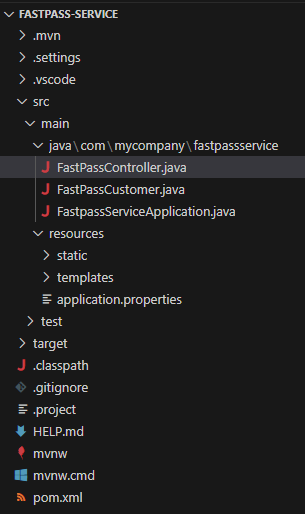 FASTPASS-SERVICE
.mvn
.settings
.vscode
src
main
java\com\mycompany\fastpassservice
FastPassController.java
FastPassCustomer.java
FastpassServiceApplication.java
resources
static
templates
application.properties
test
target
.classpath
.gitignore
.project
HELP.md
mvnw
mvnw.cmd
pom.xml